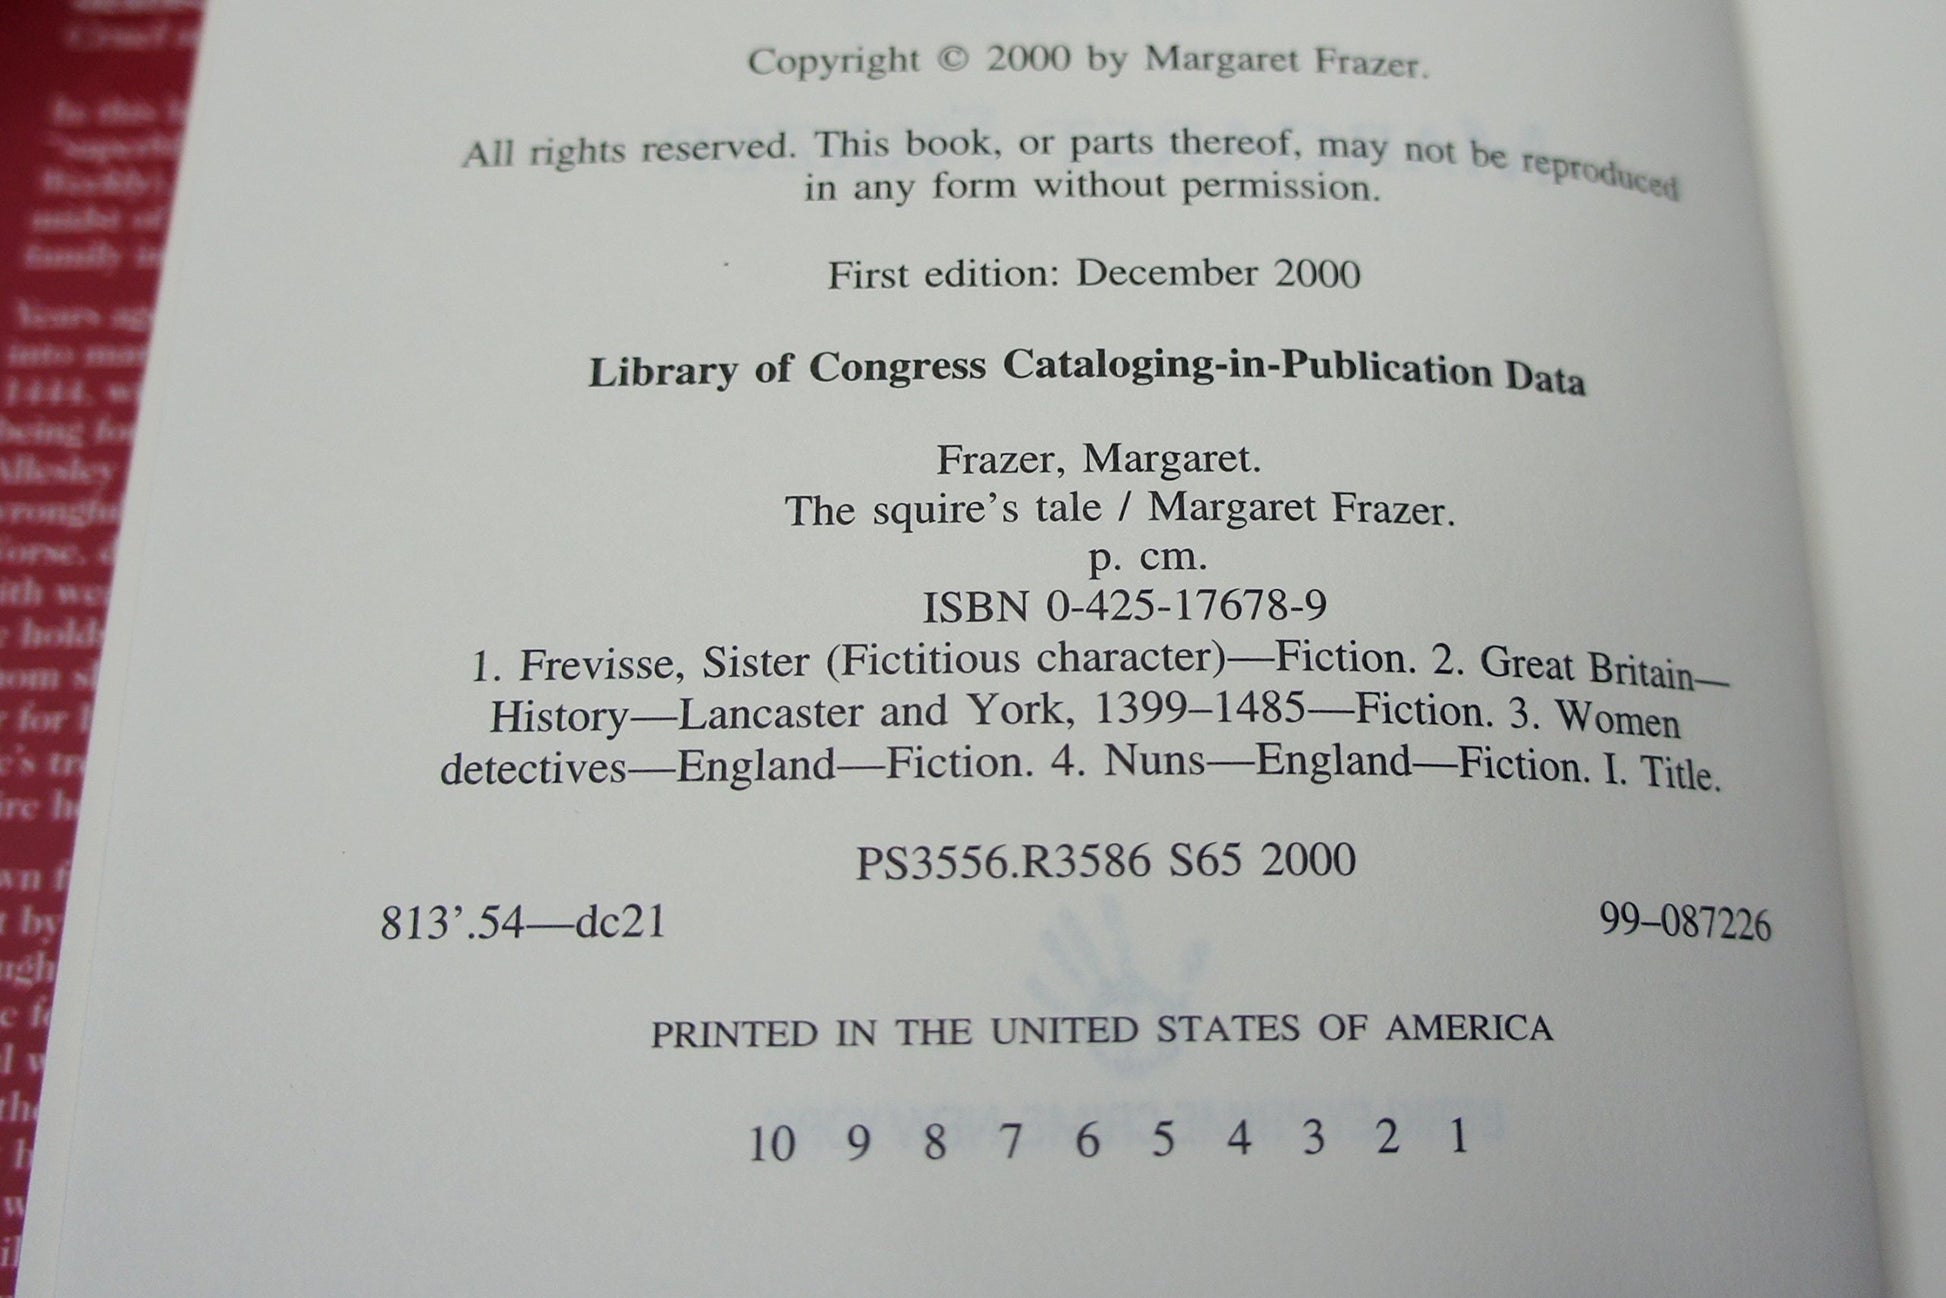 Copyright © 2000 by Margaret Frazer.
All rights reserved. This book, or parts thereof, may not be reproduced
in any form without permission.
First edition: December 2000
Library of Congress Cataloging-in-Publication Data
Frazer, Margaret.
The squire's tale / Margaret Frazer.
p. cm.
ISBN 0-425-17678-9
1. Frevisse, Sister (Fictitious character)—Fiction. 2. Great Britain—
History—Lancaster and York, 1399–1485—Fiction. 3. Women
detectives—England—Fiction. 4. Nuns—England—Fiction. I. Title.
PS3556.R3586 S65 2000
813'.54—dc21 99–087226
PRINTED IN THE UNITED STATES OF AMERICA
10 9 8 7 6 5 4 3 2 1